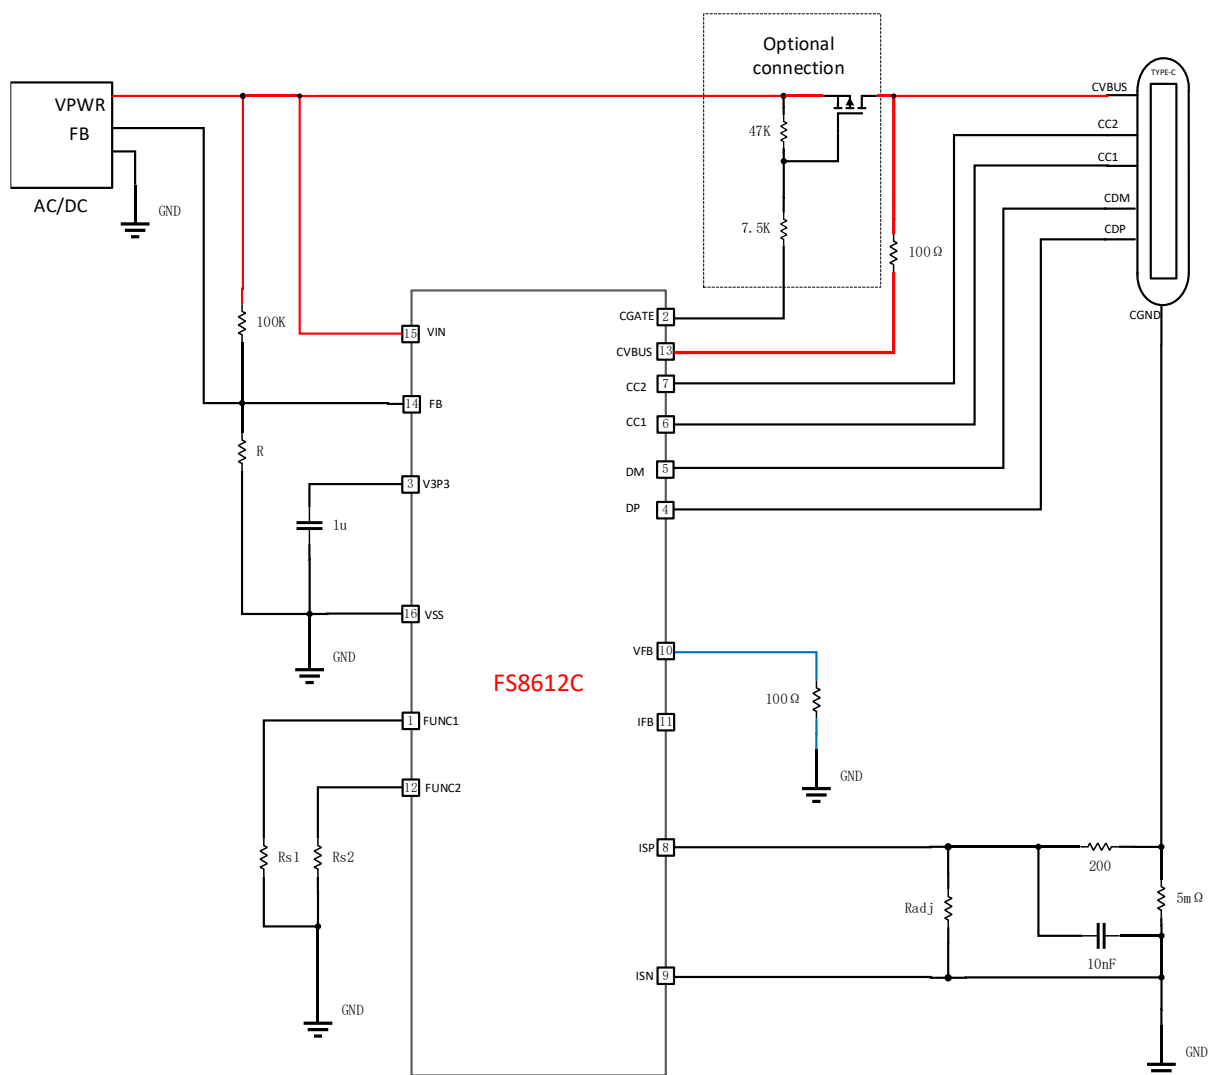 Optional
connection
TYPE-C
VPWR
FB
AC/DC
GND
47K
7.5K
100Ω
CVBUS
CC2
CC1
CDM
CDP
CGND
100K
R
1u
GND
15 VIN
14 FB
3 V3P3
16 VSS
1 FUNC1
12 FUNC2
FS8612C
CGATE 2
CVBUS 13
CC2 7
CC1 6
DM 5
DP 4
VFB 10
IFB 11
ISP 8
ISN 9
100Ω
GND
Rs1
Rs2
GND
Radj
200
5mΩ
10nF
GND